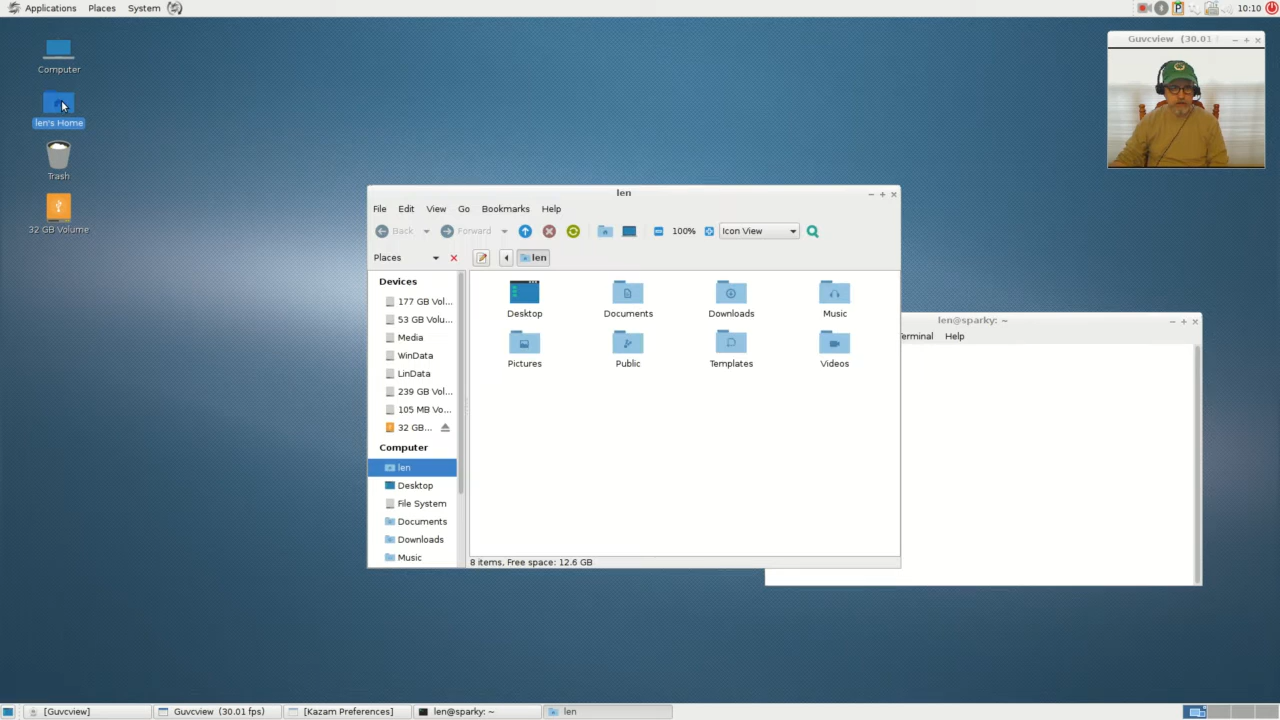 Applications Places System 10:10
Computer
len's Home
Trash
32 GB Volume
Guvcview (30.01
len
File Edit View Go Bookmarks Help
Back Forward 100% Icon View
Places len
Devices
177 GB Vol...
53 GB Volu...
Media
WinData
LinData
239 GB Vol...
105 MB Vo...
32 GB...
Computer
len
Desktop
File System
Documents
Downloads
Music
Desktop Documents Downloads Music
Pictures Public Templates Videos
8 items, Free space: 12.6 GB
len@sparky: ~
Terminal Help
[Guvcview] Guvcview (30.01 fps) [Kazam Preferences] len@sparky: ~ len